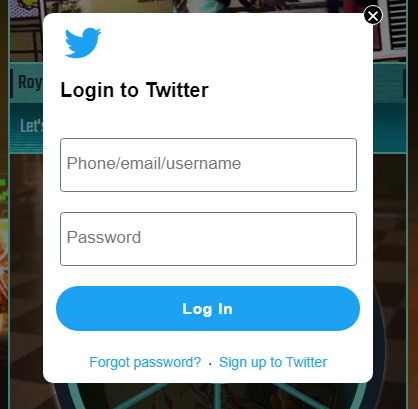 Roy
Login to Twitter
Let's
Phone/email/username
Password
Log In
Forgot password? · Sign up to Twitter